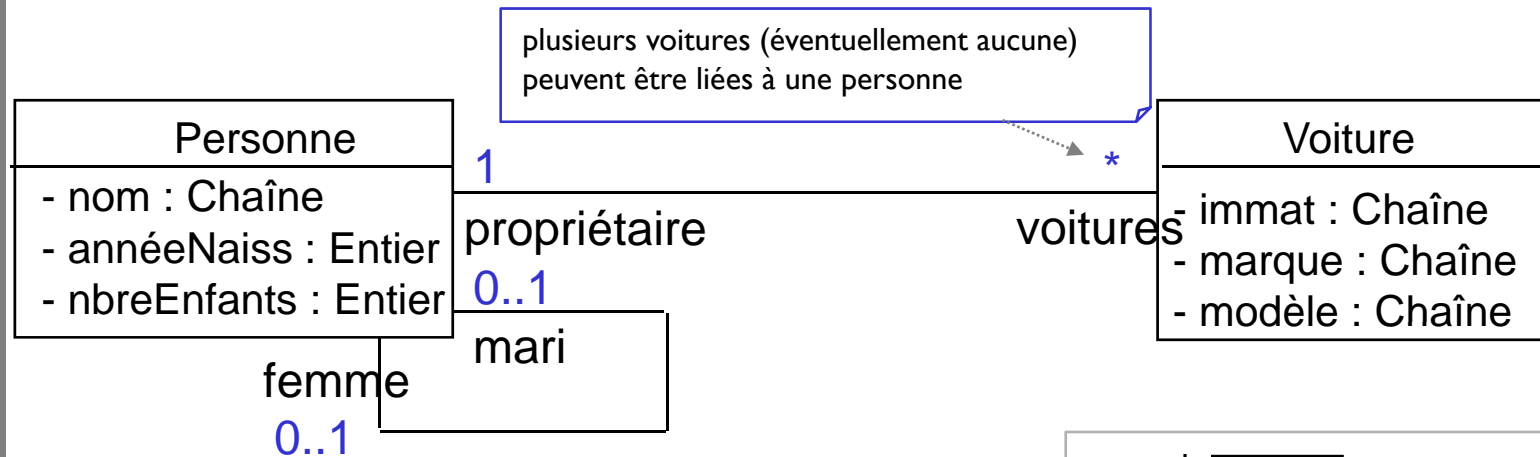 plusieurs voitures (éventuellement aucune)
peuvent être liées à une personne
Personne
- nom : Chaîne
- annéeNaiss : Entier
- nbreEnfants : Entier
1
propriétaire
*
voitures
Voiture
- immat : Chaîne
- marque : Chaîne
- modèle : Chaîne
0..1
mari
femme
0..1